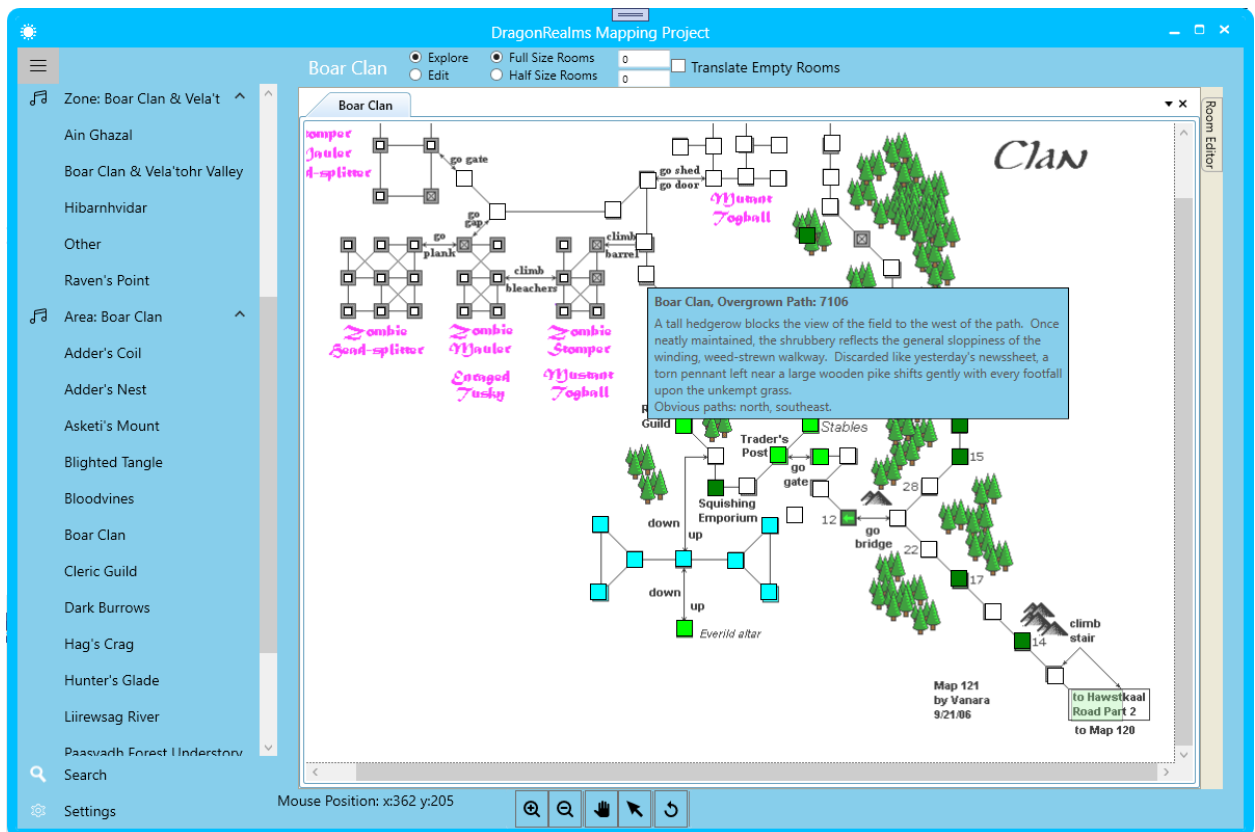 DragonRealms Mapping Project
Boar Clan
Explore
Edit
Full Size Rooms
Half Size Rooms
0
0
Translate Empty Rooms
Zone: Boar Clan & Vela't
Ain Ghazal
Boar Clan & Vela'tohr Valley
Hibarnhvidar
Other
Raven's Point
Area: Boar Clan
Adder's Coil
Adder's Nest
Asketi's Mount
Blighted Tangle
Bloodvines
Boar Clan
Cleric Guild
Dark Burrows
Hag's Crag
Hunter's Glade
Liirewsag River
Paasvadh Forest Understory
Search
Settings
Boar Clan
Room Editor
Clan
go gate
go shed
go door
Mutant
Togball
go
gap
go
plank
climb
bleachers
climb
barrel
Zombie
Head-splitter
Zombie
Mauler
Enraged
Tusky
Zombie
Stomper
Mustant
Togball
Boar Clan, Overgrown Path: 7106
A tall hedgerow blocks the view of the field to the west of the path. Once
neatly maintained, the shrubbery reflects the general sloppiness of the
winding, weed-strewn walkway. Discarded like yesterday's newssheet, a
torn pennant left near a large wooden pike shifts gently with every footfall
upon the unkempt grass.
Obvious paths: north, southeast.
Guild
Stables
Trader's
Post
go
gate
15
28
Squishing
Emporium
12
go
bridge
22
down
up
17
down
up
Everild altar
14
climb
stair
Map 121
by Vanara
9/21/06
to Hawstkaal
Road Part 2
to Map 120
Mouse Position: x:362 y:205